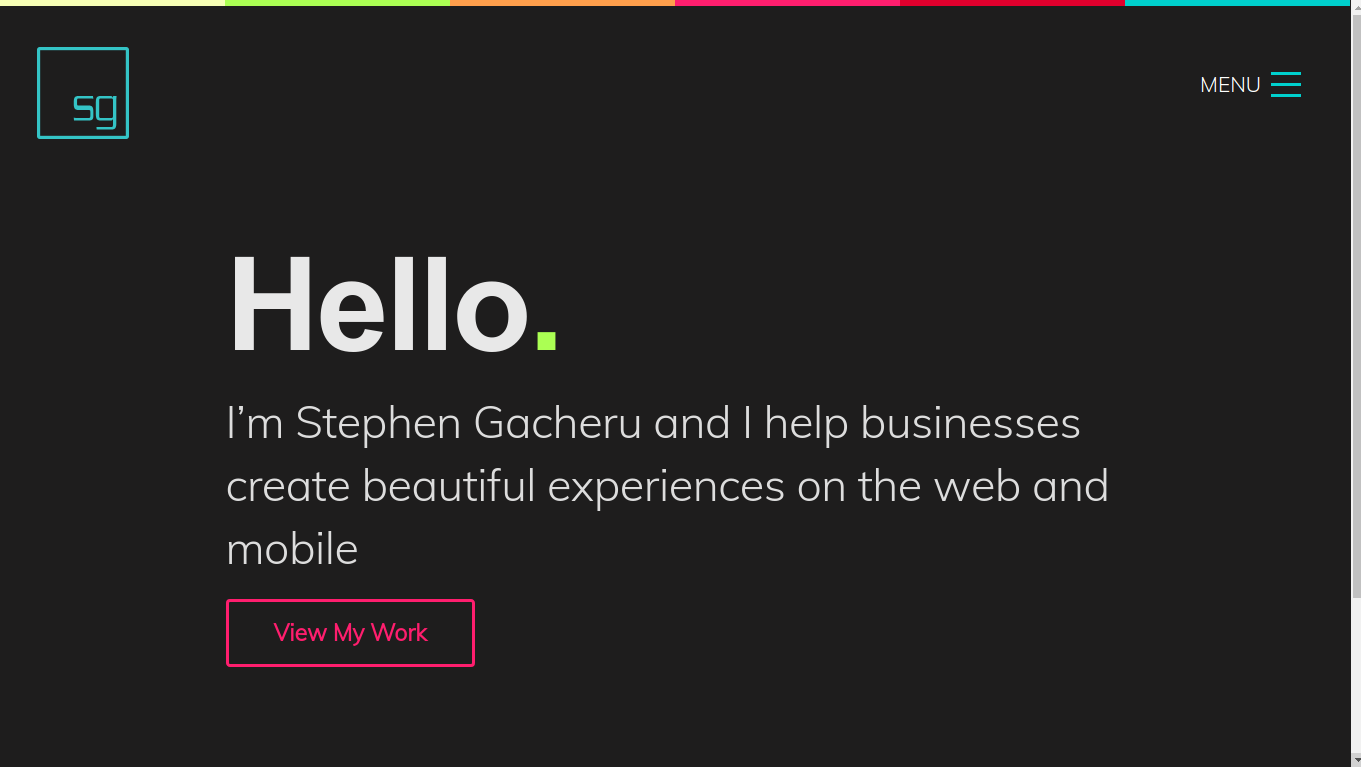 sg
MENU
Hello.
I’m Stephen Gacheru and I help businesses
create beautiful experiences on the web and
mobile
View My Work